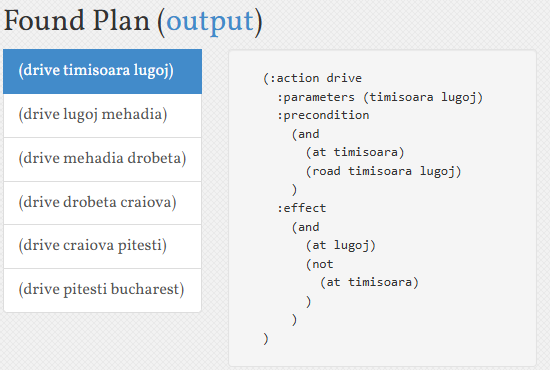 Found Plan (output)
(drive timisoara lugoj)
(drive lugoj mehadia)
(drive mehadia drobeta)
(drive drobeta craiova)
(drive craiova pitesti)
(drive pitesti bucharest)
(:action drive
:parameters (timisoara lugoj)
:precondition
(and
(at timisoara)
(road timisoara lugoj)
)
:effect
(and
(at lugoj)
(not
(at timisoara)
)
)
)